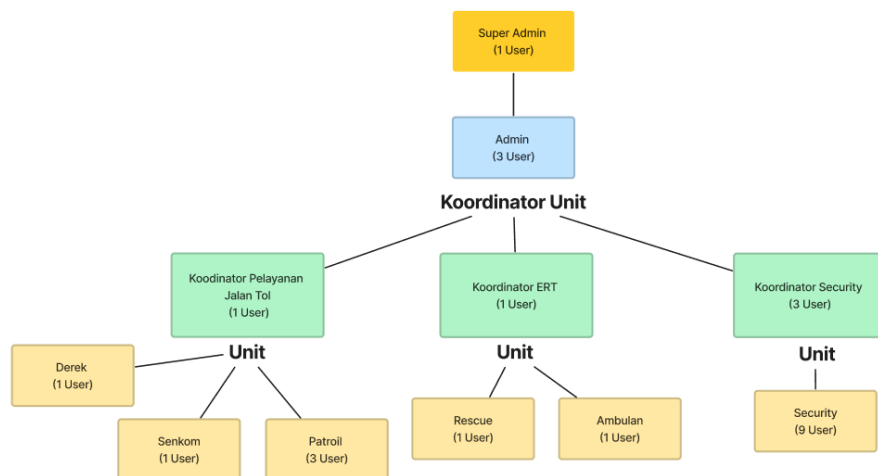 Super Admin
(1 User)
Admin
(3 User)
Koordinator Unit
Koodinator Pelayanan
Jalan Tol
(1 User)
Koordinator ERT
(1 User)
Koordinator Security
(3 User)
Unit
Unit
Unit
Derek
(1 User)
Senkom
(1 User)
Patroil
(3 User)
Rescue
(1 User)
Ambulan
(1 User)
Security
(9 User)